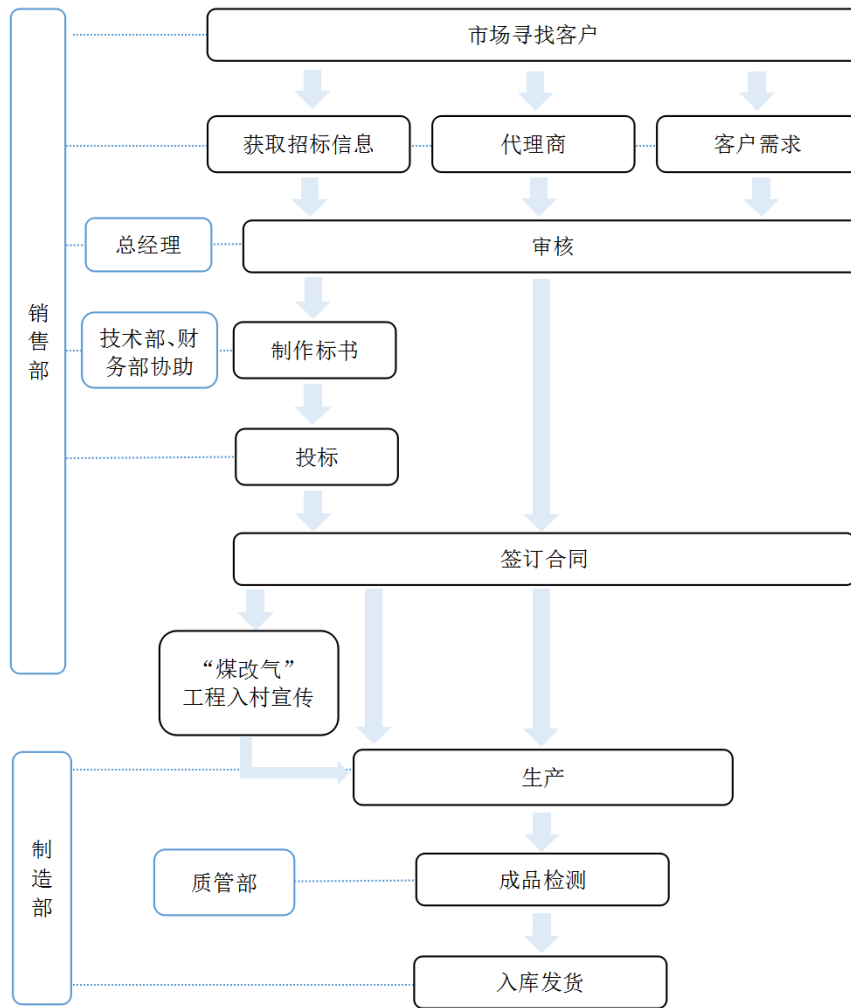 市场寻找客户
获取招标信息
代理商
客户需求
总经理
审核
销售部
技术部、财
务部协助
制作标书
投标
签订合同
“煤改气”
工程入村宣传
生产
制造部
质管部
成品检测
入库发货